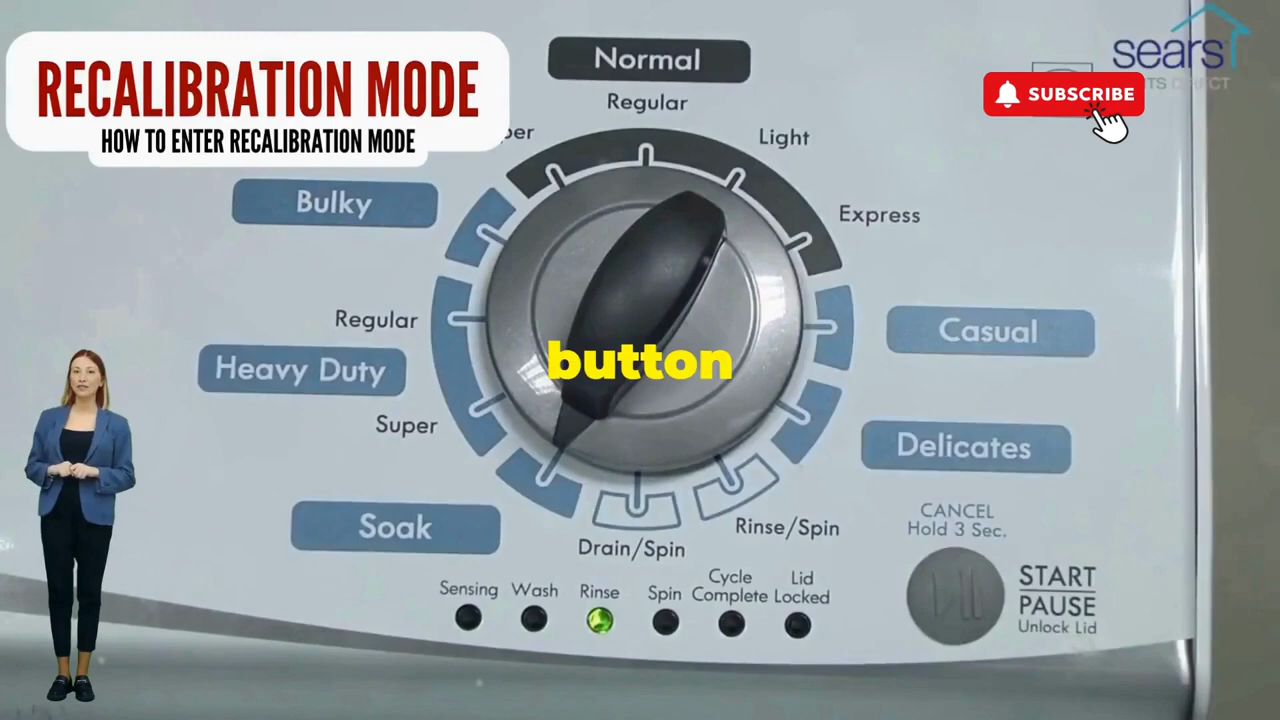 RECALIBRATION MODE
HOW TO ENTER RECALIBRATION MODE
sears
SUBSCRIBE
DIRECT
Normal
Regular
Light
Express
Bulky
Regular
Heavy Duty
Super
button
Casual
Delicates
Soak
Drain/Spin
Rinse/Spin
CANCEL
Hold 3 Sec.
Sensing
Wash
Rinse
Spin
Cycle
Complete
Lid
Locked
START
PAUSE
Unlock Lid